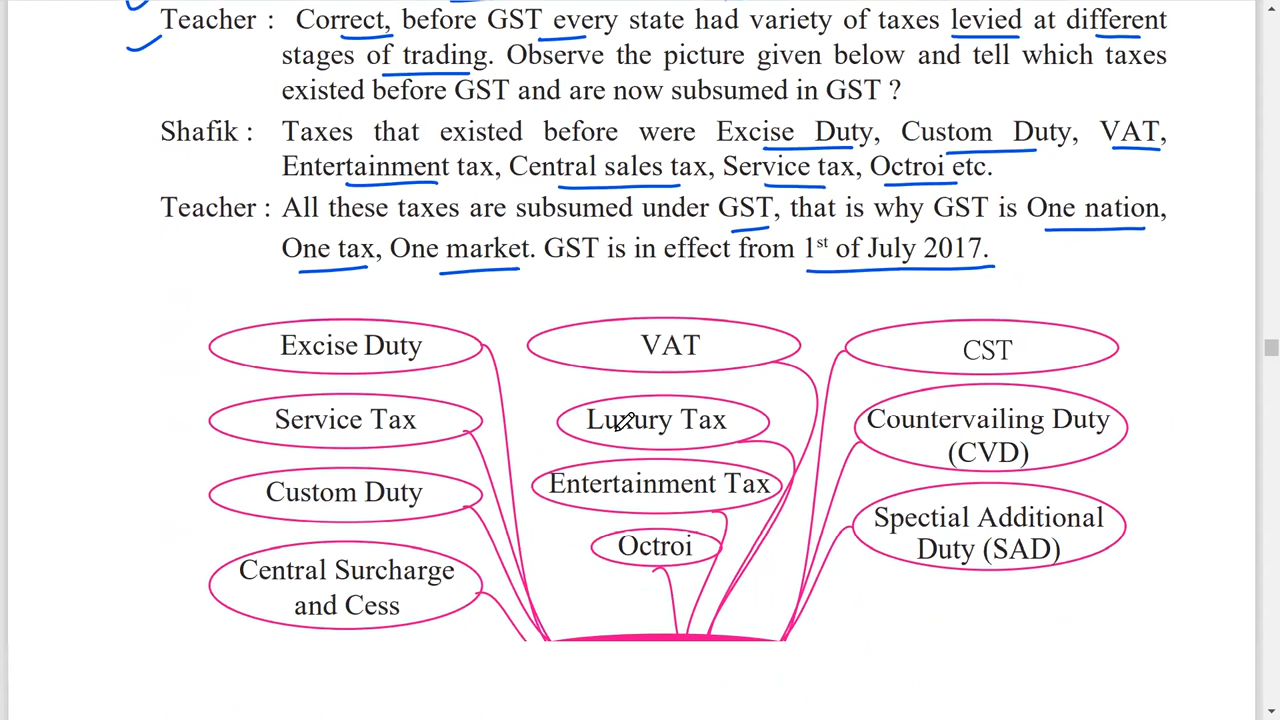 Teacher : Correct, before GST every state had variety of taxes levied at different
stages of trading. Observe the picture given below and tell which taxes
existed before GST and are now subsumed in GST ?
Shafik : Taxes that existed before were Excise Duty, Custom Duty, VAT,
Entertainment tax, Central sales tax, Service tax, Octroi etc.
Teacher : All these taxes are subsumed under GST, that is why GST is One nation,
One tax, One market. GST is in effect from 1st of July 2017.
Excise Duty
Service Tax
Custom Duty
Central Surcharge
and Cess
VAT
Luxury Tax
Entertainment Tax
Octroi
CST
Countervailing Duty
(CVD)
Spectial Additional
Duty (SAD)